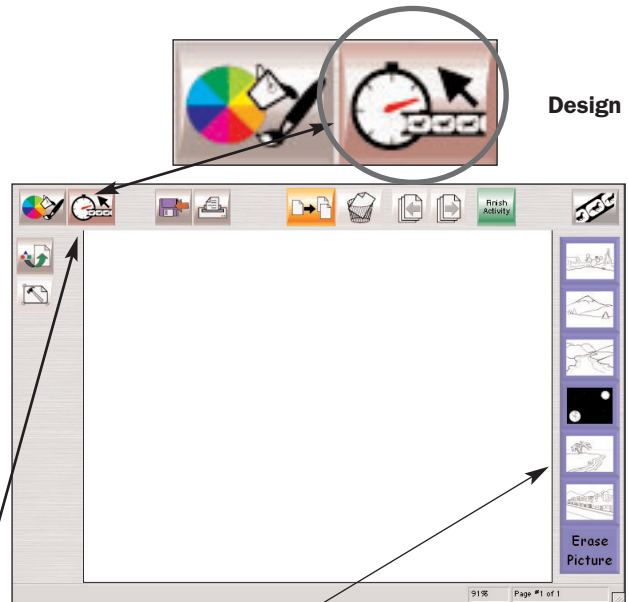 Design
Finish
Activity
Erase
Picture
91%
Page #1 of 1